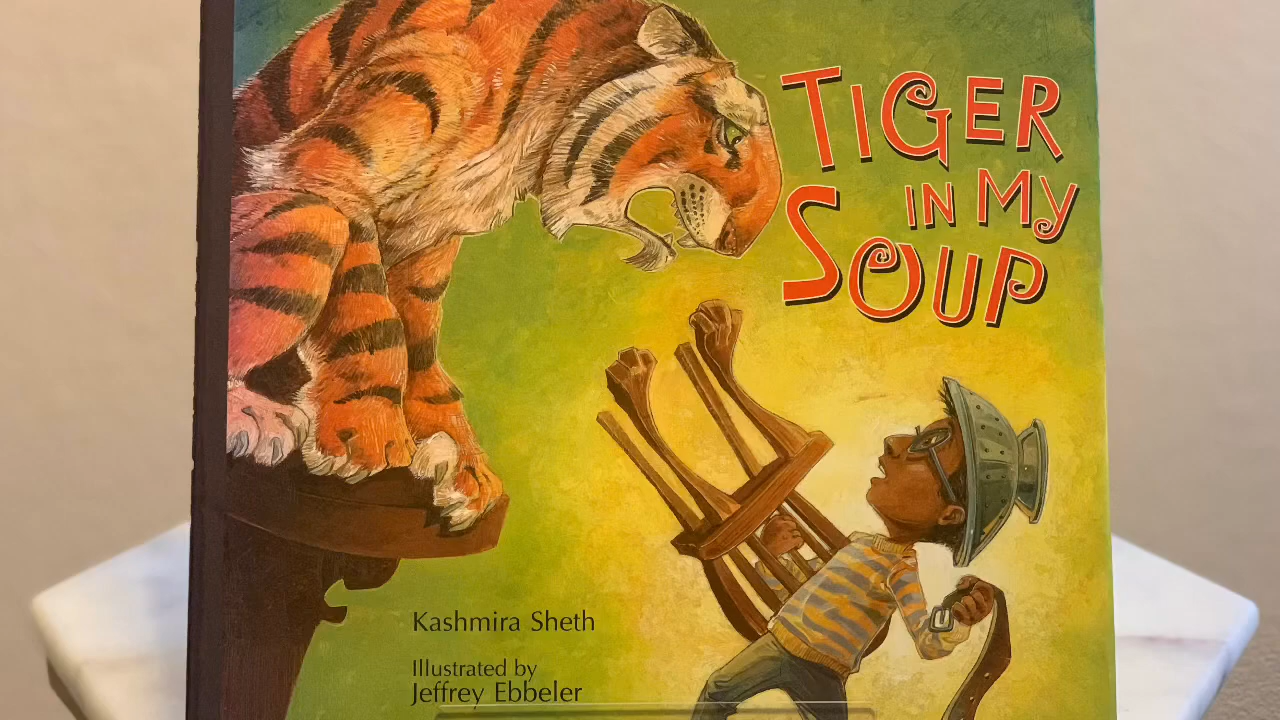 TIGER
IN MY
SOUP
Kashmira Sheth
Illustrated by
Jeffrey Ebbeler